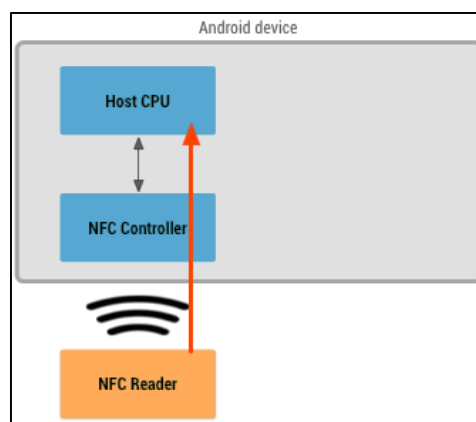 Android device
Host CPU
NFC Controller
NFC Reader